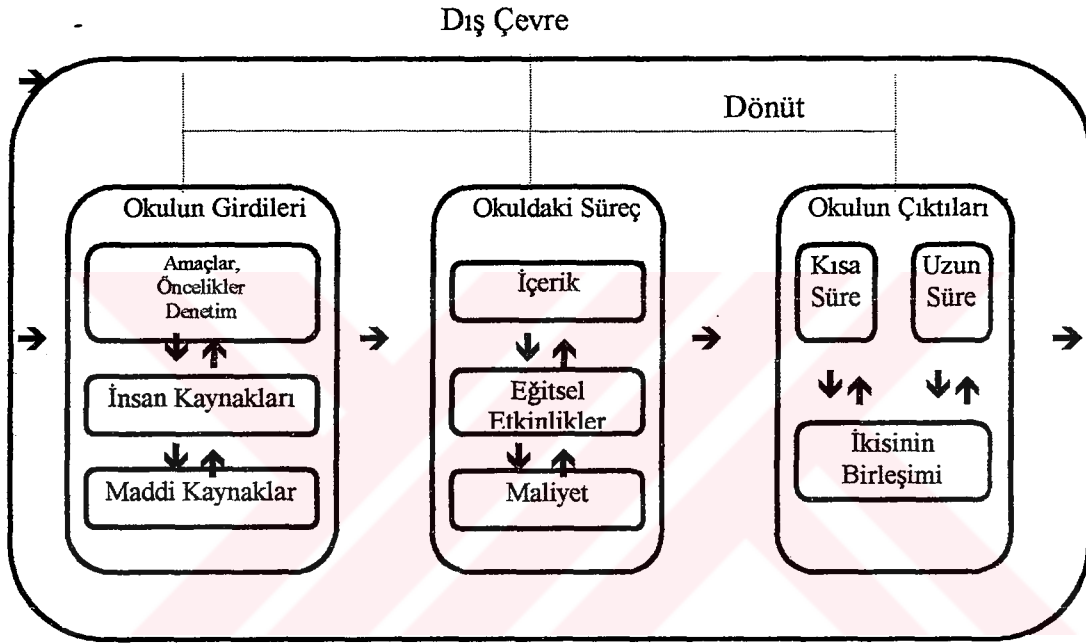 Dış Çevre
Dönüt
Okulun Girdileri
Amaçlar,
Öncelikler
Denetim
İnsan Kaynakları
Maddi Kaynaklar
Okuldaki Süreç
İçerik
Eğitsel
Etkinlikler
Maliyet
Okulun Çıktıları
Kısa
Süre
Uzun
Süre
İkisinin
Birleşimi